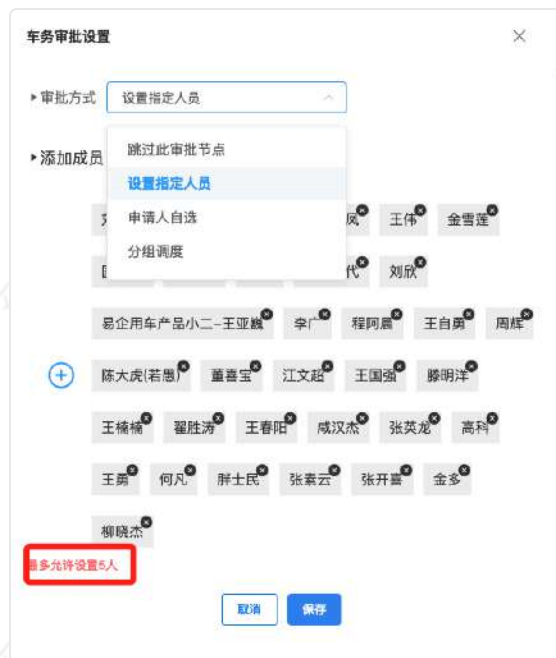 车务审批设置
审批方式 设置指定人员
添加成员 跳过此审批节点
设置指定人员
申请人自选
分组调度
凤 王伟 金雪莲
代 刘欣
易企用车产品小二-王亚巍 李广 程阿晨 王自勇 周辉
陈大虎(若愚) 董喜宝 江文超 王国强 滕明洋
王楠楠 翟胜涛 王春阳 咸汉杰 张英龙 高科
王勇 何凡 胖士民 张素云 张开喜 金多
柳晓杰
最多允许设置5人
取消 保存